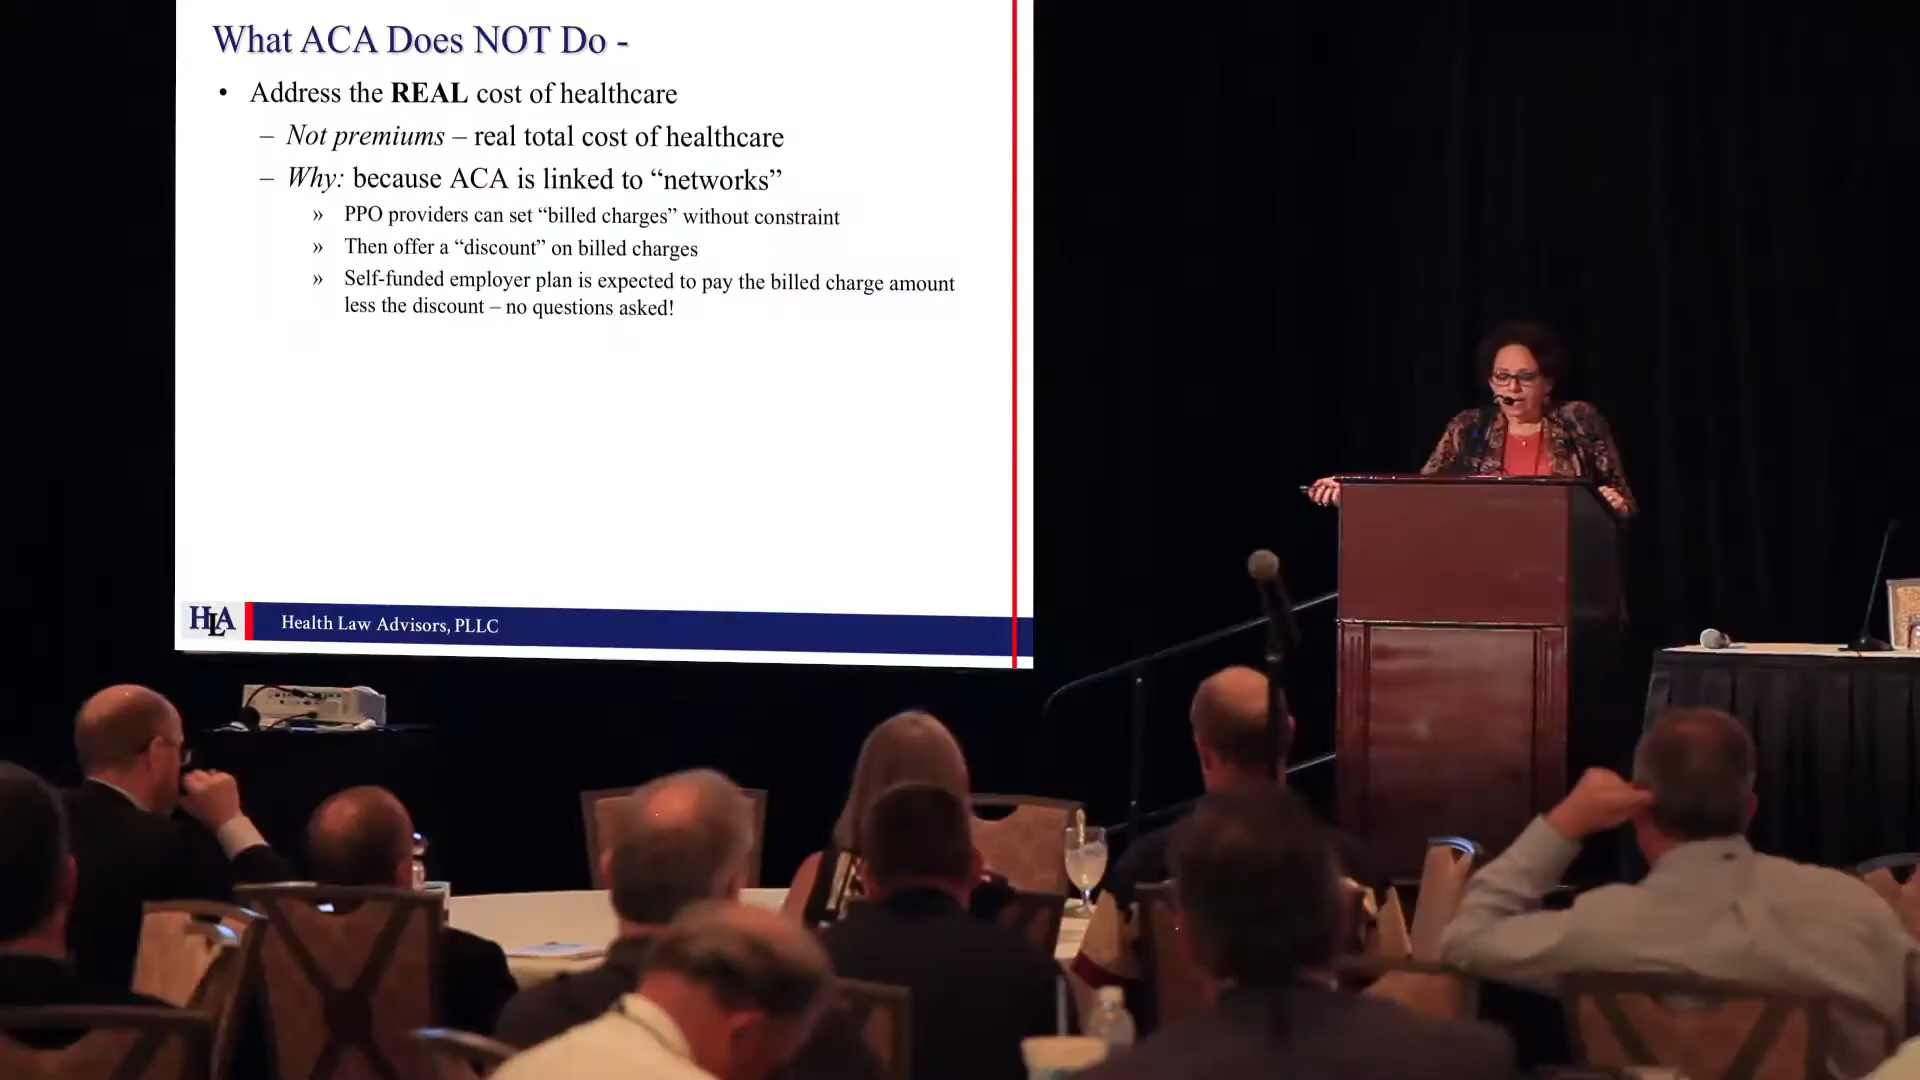 What ACA Does NOT Do -
• Address the REAL cost of healthcare
– Not premiums – real total cost of healthcare
– Why: because ACA is linked to “networks”
» PPO providers can set “billed charges” without constraint
» Then offer a “discount” on billed charges
» Self-funded employer plan is expected to pay the billed charge amount
less the discount – no questions asked!
HLA
Health Law Advisors, PLLC